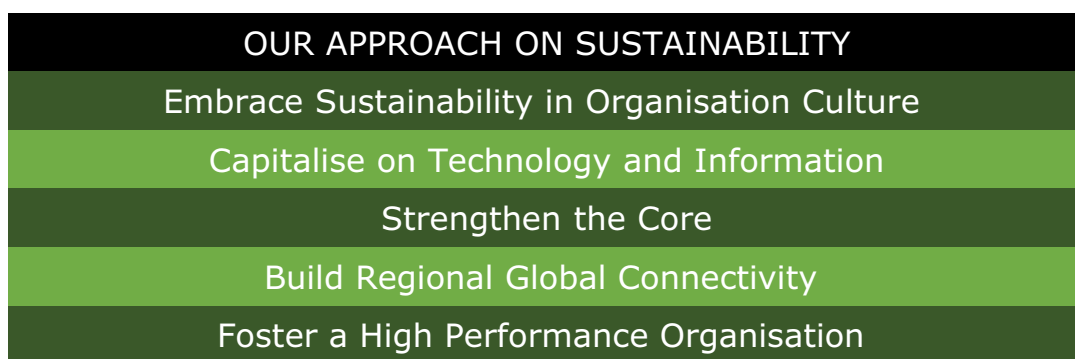 OUR APPROACH ON SUSTAINABILITY
Embrace Sustainability in Organisation Culture
Capitalise on Technology and Information
Strengthen the Core
Build Regional Global Connectivity
Foster a High Performance Organisation